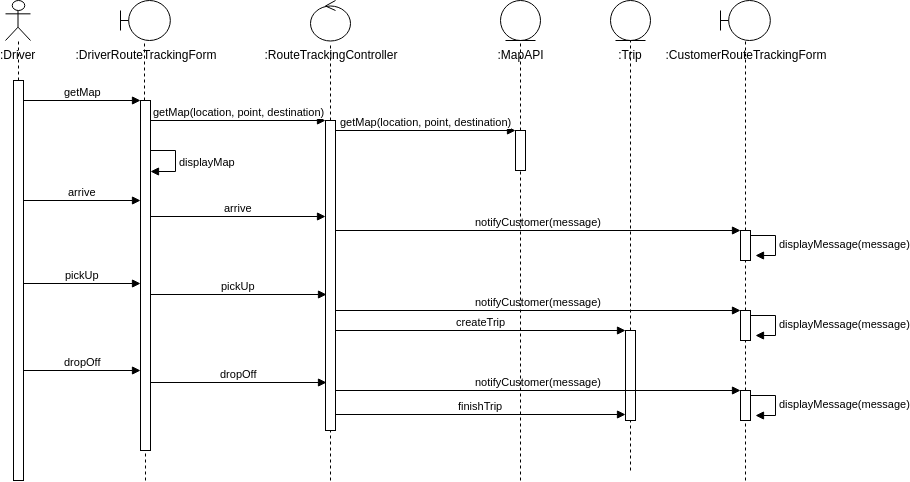 :Driver
:DriverRouteTrackingForm
:RouteTrackingController
:MapAPI
:Trip
:CustomerRouteTrackingForm
getMap
getMap(location, point, destination)
getMap(location, point, destination)
displayMap
arrive
arrive
notifyCustomer(message)
displayMessage(message)
pickUp
pickUp
notifyCustomer(message)
createTrip
displayMessage(message)
dropOff
dropOff
notifyCustomer(message)
finishTrip
displayMessage(message)